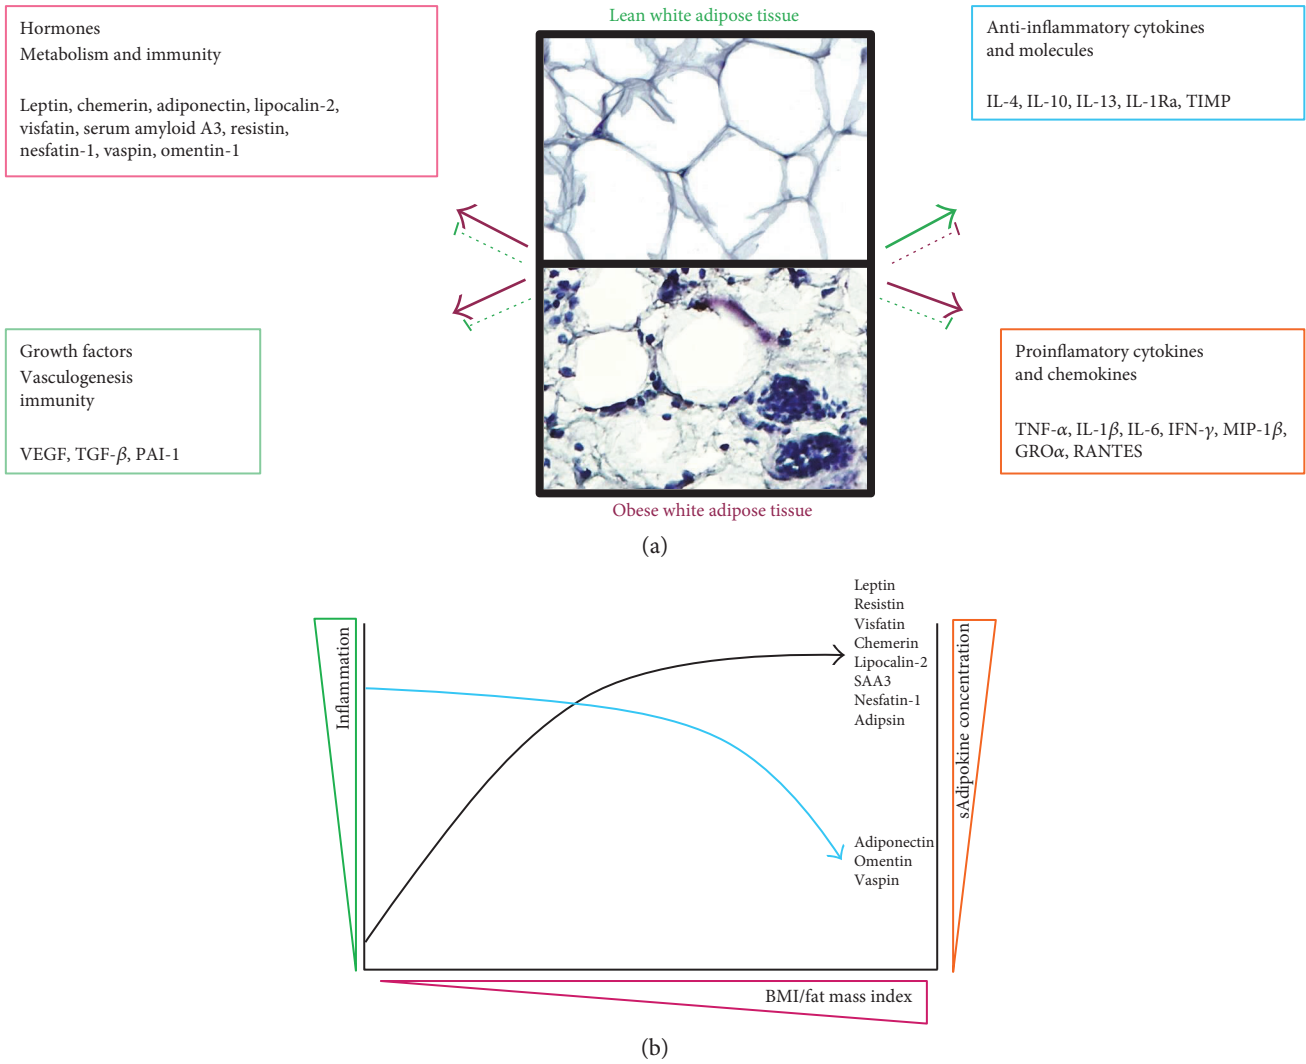 Hormones
Metabolism and immunity
Leptin, chemerin, adiponectin, lipocalin-2,
visfatin, serum amyloid A3, resistin,
nesfatin-1, vaspin, omentin-1
Lean white adipose tissue
Anti-inflammatory cytokines
and molecules
IL-4, IL-10, IL-13, IL-1Ra, TIMP
Growth factors
Vasculogenesis
immunity
VEGF, TGF-β, PAI-1
Proinflamatory cytokines
and chemokines
TNF-α, IL-1β, IL-6, IFN-γ, MIP-1β,
GROα, RANTES
Obese white adipose tissue
(a)
Inflammation
Leptin
Resistin
Visfatin
Chemerin
Lipocalin-2
SAA3
Nesfatin-1
Adipsin
Adiponectin
Omentin
Vaspin
sAdipokine concentration
BMI/fat mass index
(b)